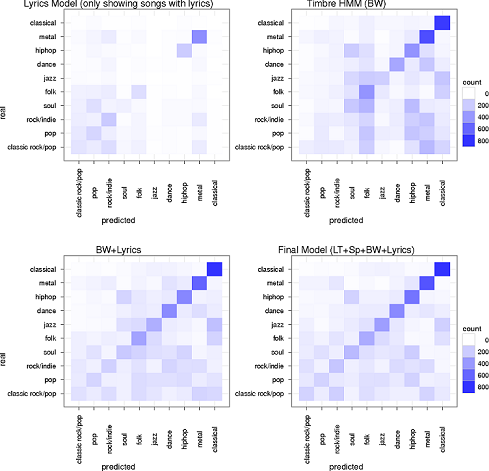 Lyrics Model (only showing songs with lyrics)
classical
metal
hiphop
dance
jazz
folk
soul
rock/indie
pop
classic rock/pop
real
classic rock/pop
pop
rock/indie
soul
folk
jazz
dance
hiphop
metal
classical
predicted
Timbre HMM (BW)
classical
metal
hiphop
dance
jazz
folk
soul
rock/indie
pop
classic rock/pop
classic rock/pop
pop
rock/indie
soul
folk
jazz
dance
hiphop
metal
classical
predicted
count
0
200
400
600
800
BW+Lyrics
classical
metal
hiphop
dance
jazz
folk
soul
rock/indie
pop
classic rock/pop
real
classic rock/pop
pop
rock/indie
soul
folk
jazz
dance
hiphop
metal
classical
predicted
Final Model (LT+Sp+BW+Lyrics)
classical
metal
hiphop
dance
jazz
folk
soul
rock/indie
pop
classic rock/pop
classic rock/pop
pop
rock/indie
soul
folk
jazz
dance
hiphop
metal
classical
predicted
count
0
200
400
600
800